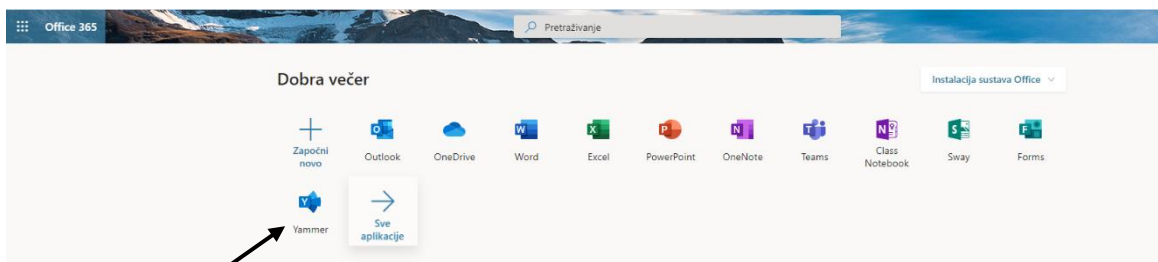 Office 365
Pretraživanje
Dobra večer
Instalacija sustava Office
Započni
novo
Outlook
OneDrive
Word
Excel
PowerPoint
OneNote
Teams
Class
Notebook
Sway
Forms
Yammer
Sve
aplikacije